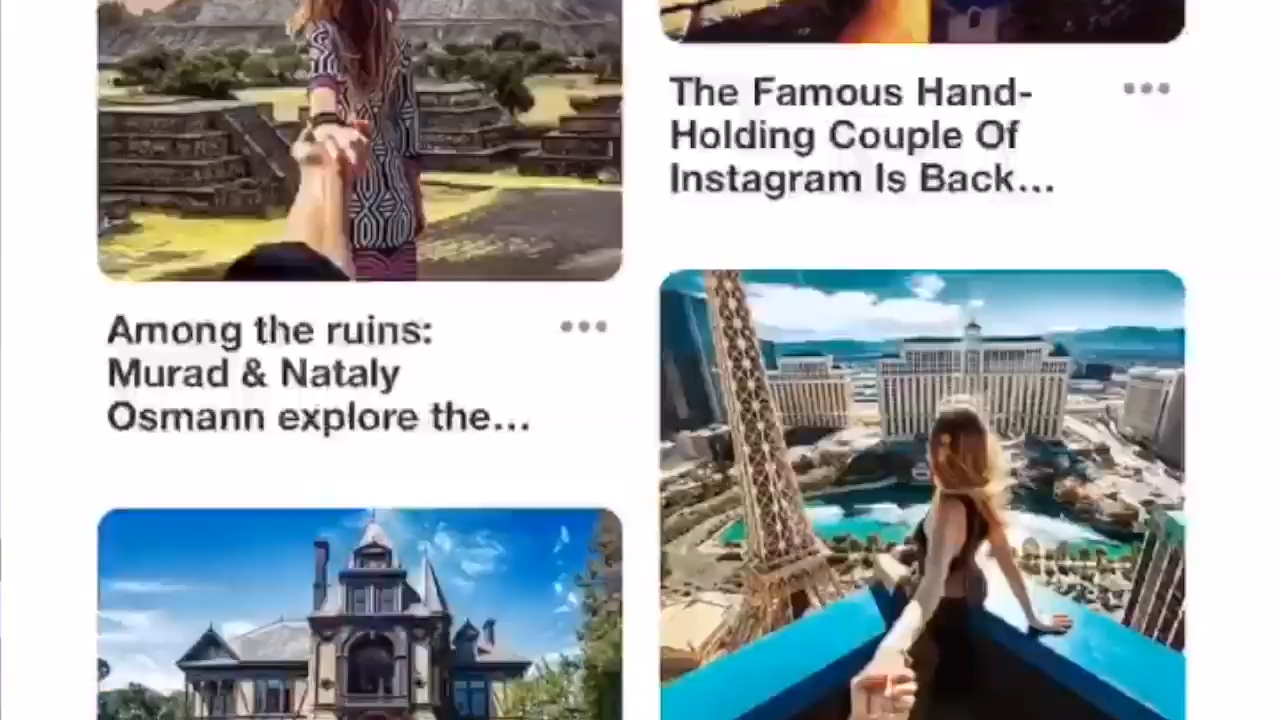 The Famous Hand-
Holding Couple Of
Instagram Is Back...
Among the ruins:
Murad & Nataly
Osmann explore the...